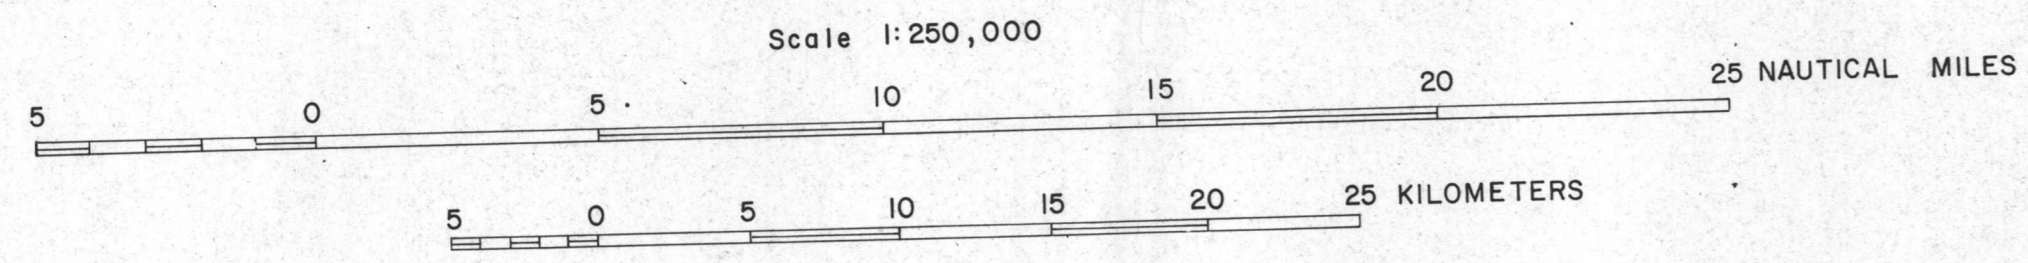 Scale 1:250,000
5 0 5 10 15 20 25 NAUTICAL MILES
5 0 5 10 15 20 25 KILOMETERS